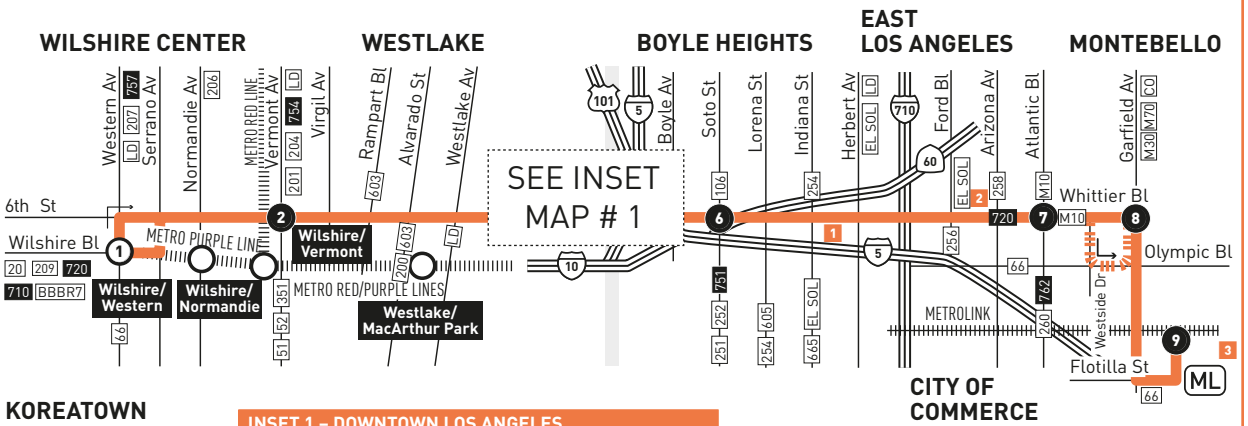 WILSHIRE CENTER
WESTLAKE
BOYLE HEIGHTS
EAST
LOS ANGELES
MONTEBELLO
Western Av
LD 207 757
Serrano Av
Normandie Av
206
METRO RED LINE
Vermont Av
201 204 754 LD
Virgil Av
Rampart Bl
603
Alvarado St
200 603
Westlake Av
LD
101
5
Boyle Av
Soto St
106
Lorena St
Indiana St
254
Herbert Av
EL SOL LD
710
Ford Bl
EL SOL
256
60
Arizona Av
258
Atlantic Bl
M10
Garfield Av
M30 M70 CO
SEE INSET
MAP # 1
6th St
2
6
1
2
720
7
M10
Whittier Bl
8
Wilshire Bl
1
METRO PURPLE LINE
Wilshire/
Vermont
10
5
66
Olympic Bl
20 209 720
710 BBBR7
Wilshire/
Western
Wilshire/
Normandie
METRO RED/PURPLE LINES
Westlake/
MacArthur Park
66
51 52 351
251 252 751
254 605
665 EL SOL
METROLINK
260 762
Westside Dr
9
3
Flotilla St
66
ML
KOREATOWN
CITY OF
COMMERCE
INSET 1 – DOWNTOWN LOS ANGELES